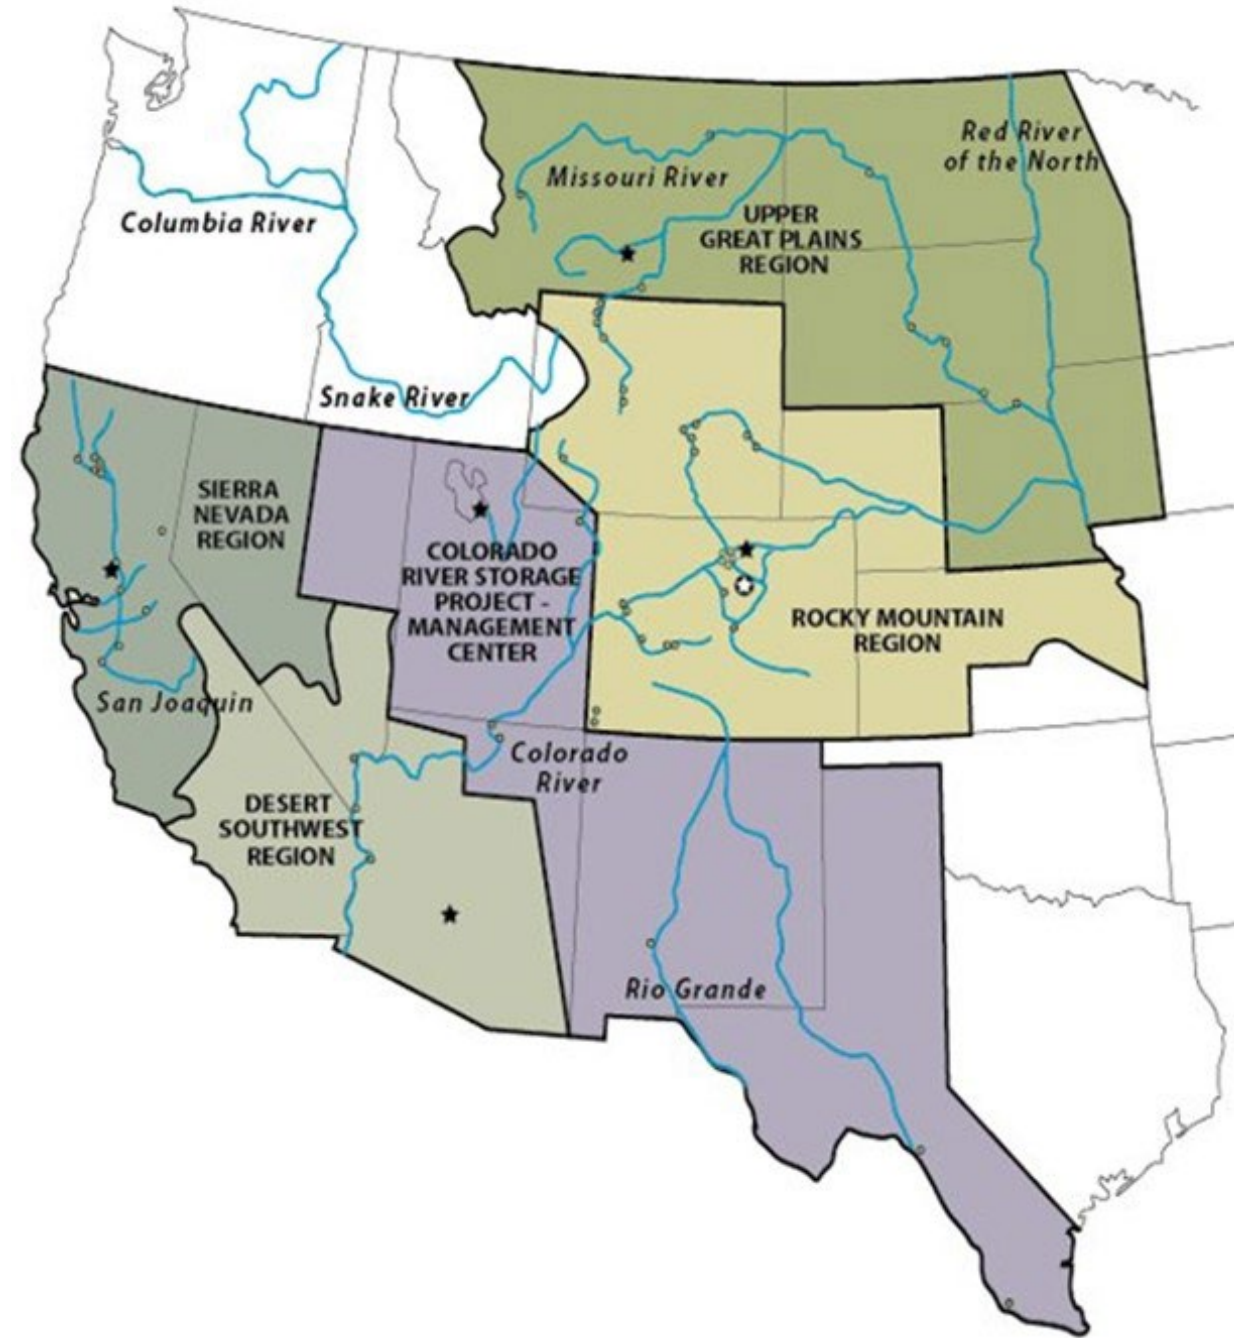 Red River
of the North
Missouri River
Columbia River
UPPER
GREAT PLAINS
REGION
Snake River
SIERRA
NEVADA
REGION
COLORADO
RIVER STORAGE
PROJECT -
MANAGEMENT
CENTER
ROCKY MOUNTAIN
REGION
San Joaquin
Colorado
River
DESERT
SOUTHWEST
REGION
Rio Grande